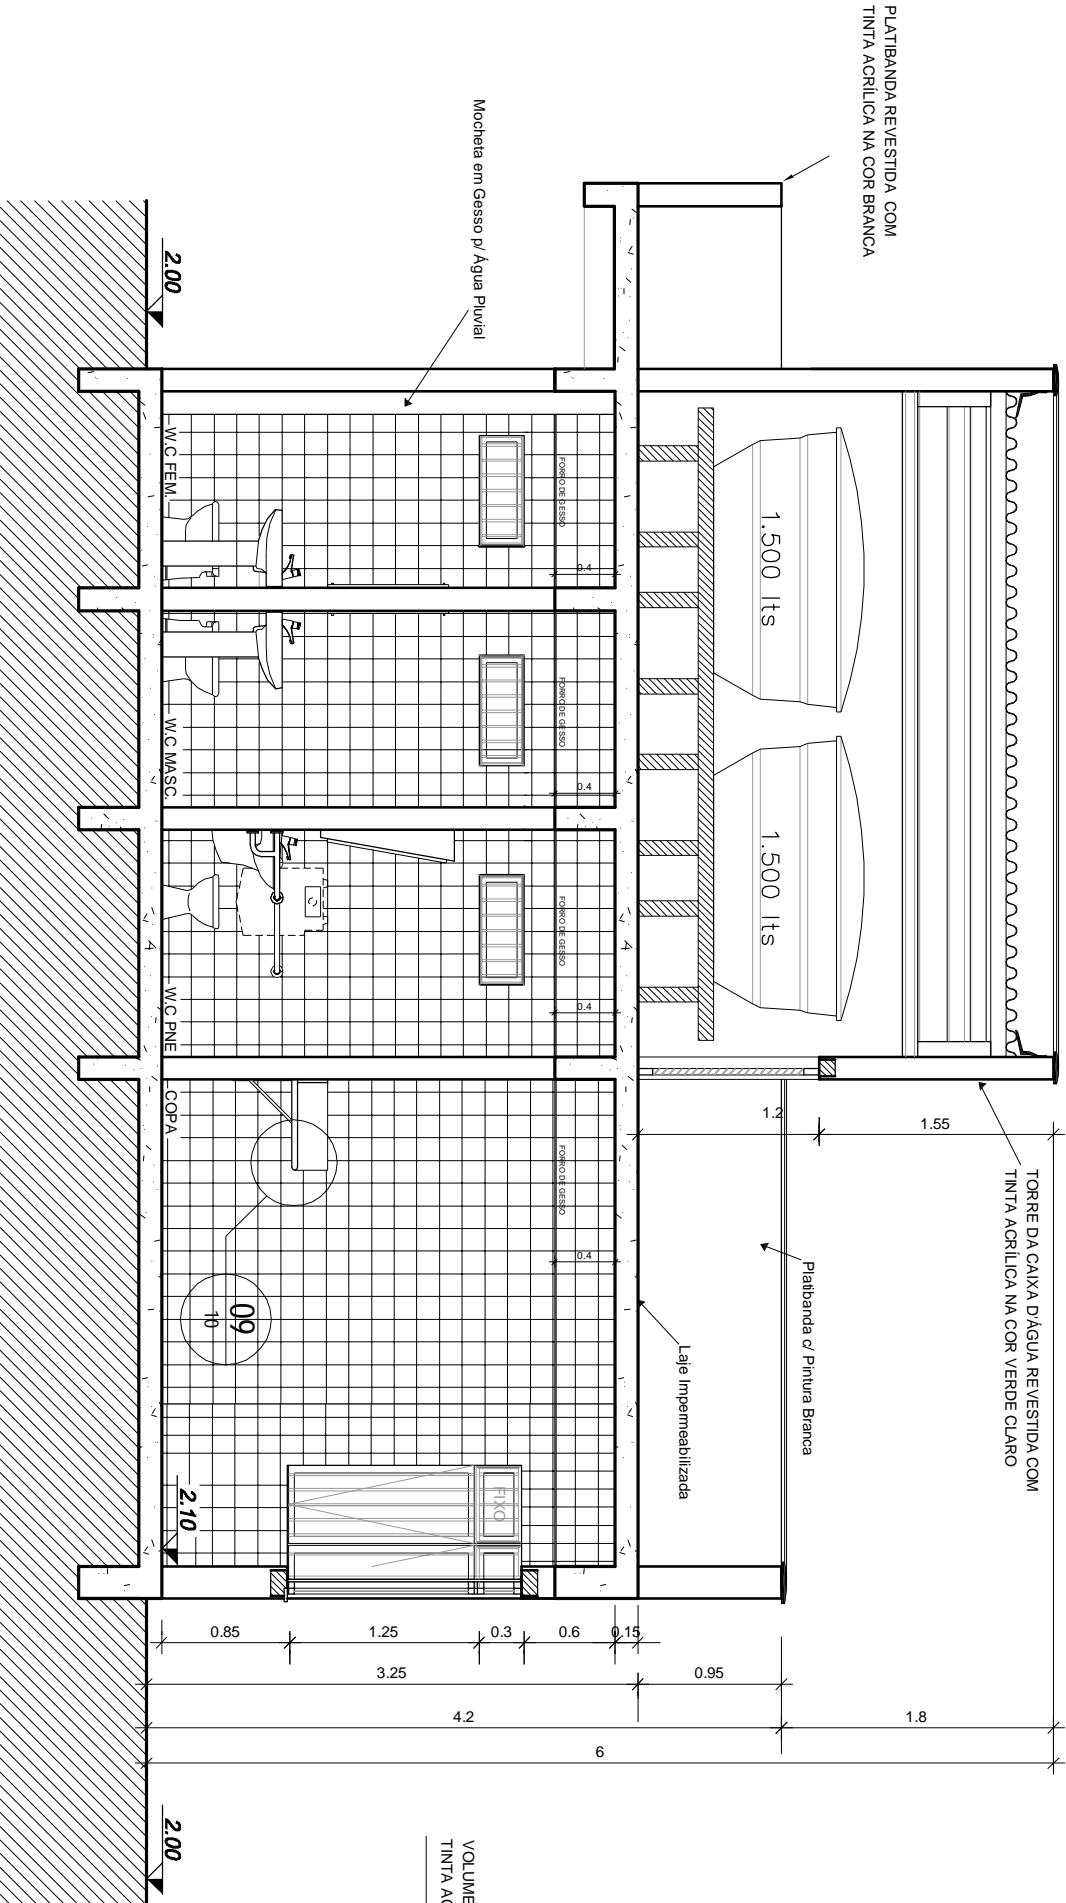 PLATIBANDA REVESTIDA COM
TINTA ACRÍLICA NA COR BRANCA
Mocheta em Gesso p/ Água Pluvial
2.00
TORRE DA CAIXA D'ÁGUA REVESTIDA COM
TINTA ACRÍLICA NA COR VERDE CLARO
Platibanda c/ Pintura Branca
Laje Impermeabilizada
1.500 lts
1.500 lts
1.2
1.55
FORRO DE GESSO
FORRO DE GESSO
FORRO DE GESSO
FORRO DE GESSO
0.4
0.4
0.4
0.4
W.C FEM.
W.C MASC.
W.C PNE
COPA
09
10
FIXO
2.10
0.85
1.25
0.3
0.6
0.15
3.25
0.95
4.2
1.8
6
2.00
VOLUME
TINTA